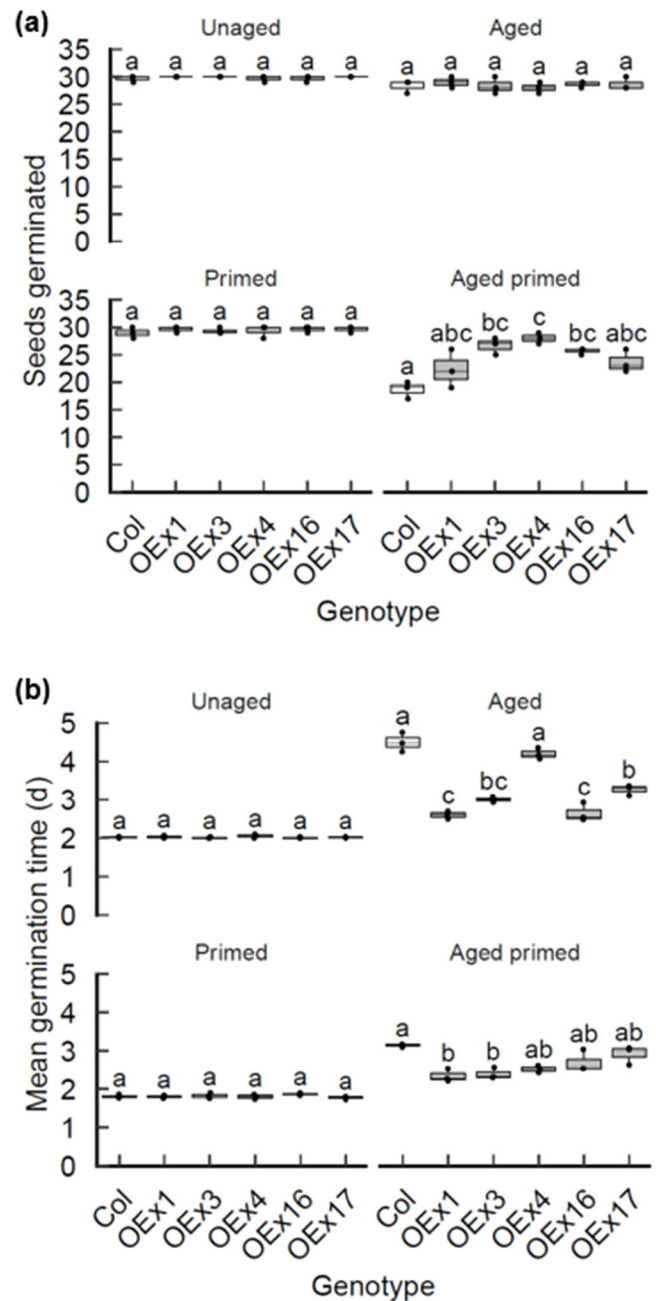 (a)
Unaged Aged
35
30
25
20
15
10
5
0
a a a a a a
a a a a a a
Primed Aged primed
35
30
25
20
15
10
5
0
a a a a a a
a abc bc c bc abc
Seeds germinated
Col OEx1 OEx3 OEx4 OEx16 OEx17
Col OEx1 OEx3 OEx4 OEx16 OEx17
Genotype
(b)
Unaged Aged
5
4
3
2
1
0
a a a a a a
a c bc a c b
Primed Aged primed
5
4
3
2
1
0
a a a a a a
a b b ab ab ab
Mean germination time (d)
Col OEx1 OEx3 OEx4 OEx16 OEx17
Col OEx1 OEx3 OEx4 OEx16 OEx17
Genotype